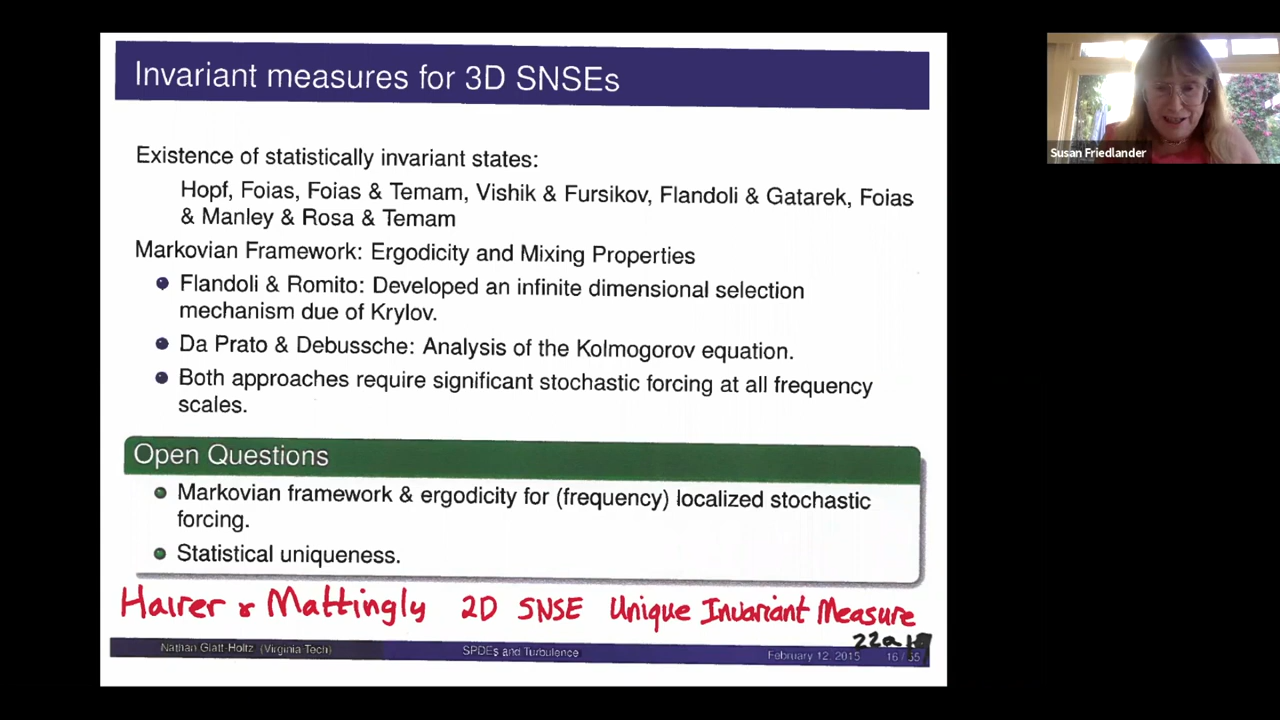 Invariant measures for 3D SNSEs
Susan Friedlander
Existence of statistically invariant states:
Hopf, Foias, Foias & Temam, Vishik & Fursikov, Flandoli & Gatarek, Foias
& Manley & Rosa & Temam
Markovian Framework: Ergodicity and Mixing Properties
Flandoli & Romito: Developed an infinite dimensional selection
mechanism due of Krylov.
Da Prato & Debussche: Analysis of the Kolmogorov equation.
Both approaches require significant stochastic forcing at all frequency
scales.
Open Questions
Markovian framework & ergodicity for (frequency) localized stochastic
forcing.
Statistical uniqueness.
Hairer & Mattingly 2D SNSE Unique Invariant Measure
Nathan Glatt-Holtz (Virginia Tech) SPDEs and Turbulence February 12, 2015 16 / 55